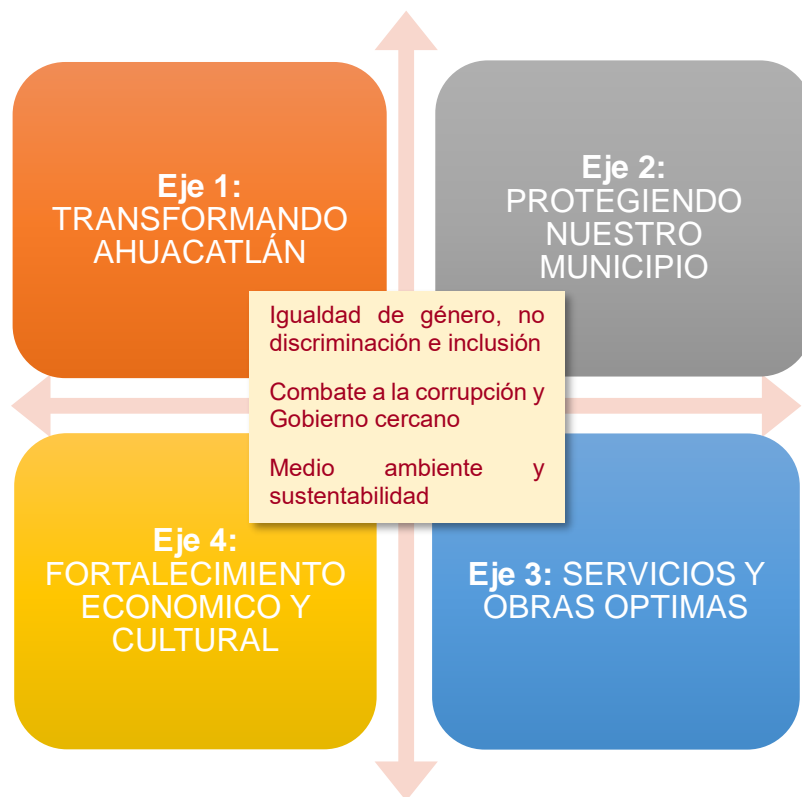 Eje 1:
TRANSFORMANDO
AHUACATLÁN
Eje 2:
PROTEGIENDO
NUESTRO
MUNICIPIO
Igualdad de género, no
discriminación e inclusión
Combate a la corrupción y
Gobierno cercano
Medio ambiente y
sustentabilidad
Eje 4:
FORTALECIMIENTO
ECONOMICO Y
CULTURAL
Eje 3: SERVICIOS Y
OBRAS OPTIMAS